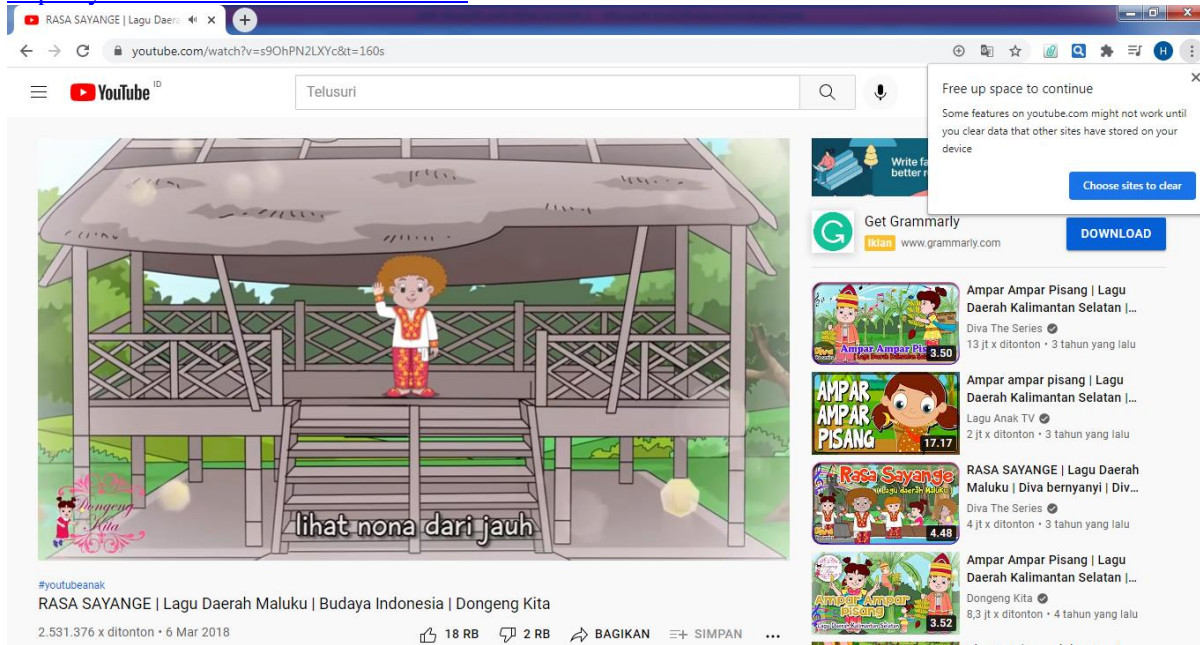 RASA SAYANGE | Lagu Daera
youtube.com/watch?v=s9OhPN2LXYc&t=160s
H
YouTube ID
Telusuri
Free up space to continue
Some features on youtube.com might not work until
you clear data that other sites have stored on your
device
Choose sites to clear
Write fa
better r
Get Grammarly
Iklan www.grammarly.com
DOWNLOAD
lihat nona dari jauh
Dongeng
Kita
#youtubeanak
RASA SAYANGE | Lagu Daerah Maluku | Budaya Indonesia | Dongeng Kita
2.531.376 x ditonton • 6 Mar 2018
18 RB
2 RB
BAGIKAN
SIMPAN
Ampar Ampar Pis
3.50
Ampar Ampar Pisang | Lagu
Daerah Kalimantan Selatan |...
Diva The Series
13 jt x ditonton • 3 tahun yang lalu
AMPAR
AMPAR
PISANG
17.17
Ampar ampar pisang | Lagu
Daerah Kalimantan Selatan |...
Lagu Anak TV
2 jt x ditonton • 3 tahun yang lalu
Rasa Sayange
(Lagu daerah MALUKU)
4.48
RASA SAYANGE | Lagu Daerah
Maluku | Diva bernyanyi | Div...
Diva The Series
4 jt x ditonton • 3 tahun yang lalu
Ampar Ampar
pisang
3.52
Ampar Ampar Pisang | Lagu
Daerah Kalimantan Selatan |...
Dongeng Kita
8,3 jt x ditonton • 4 tahun yang lalu